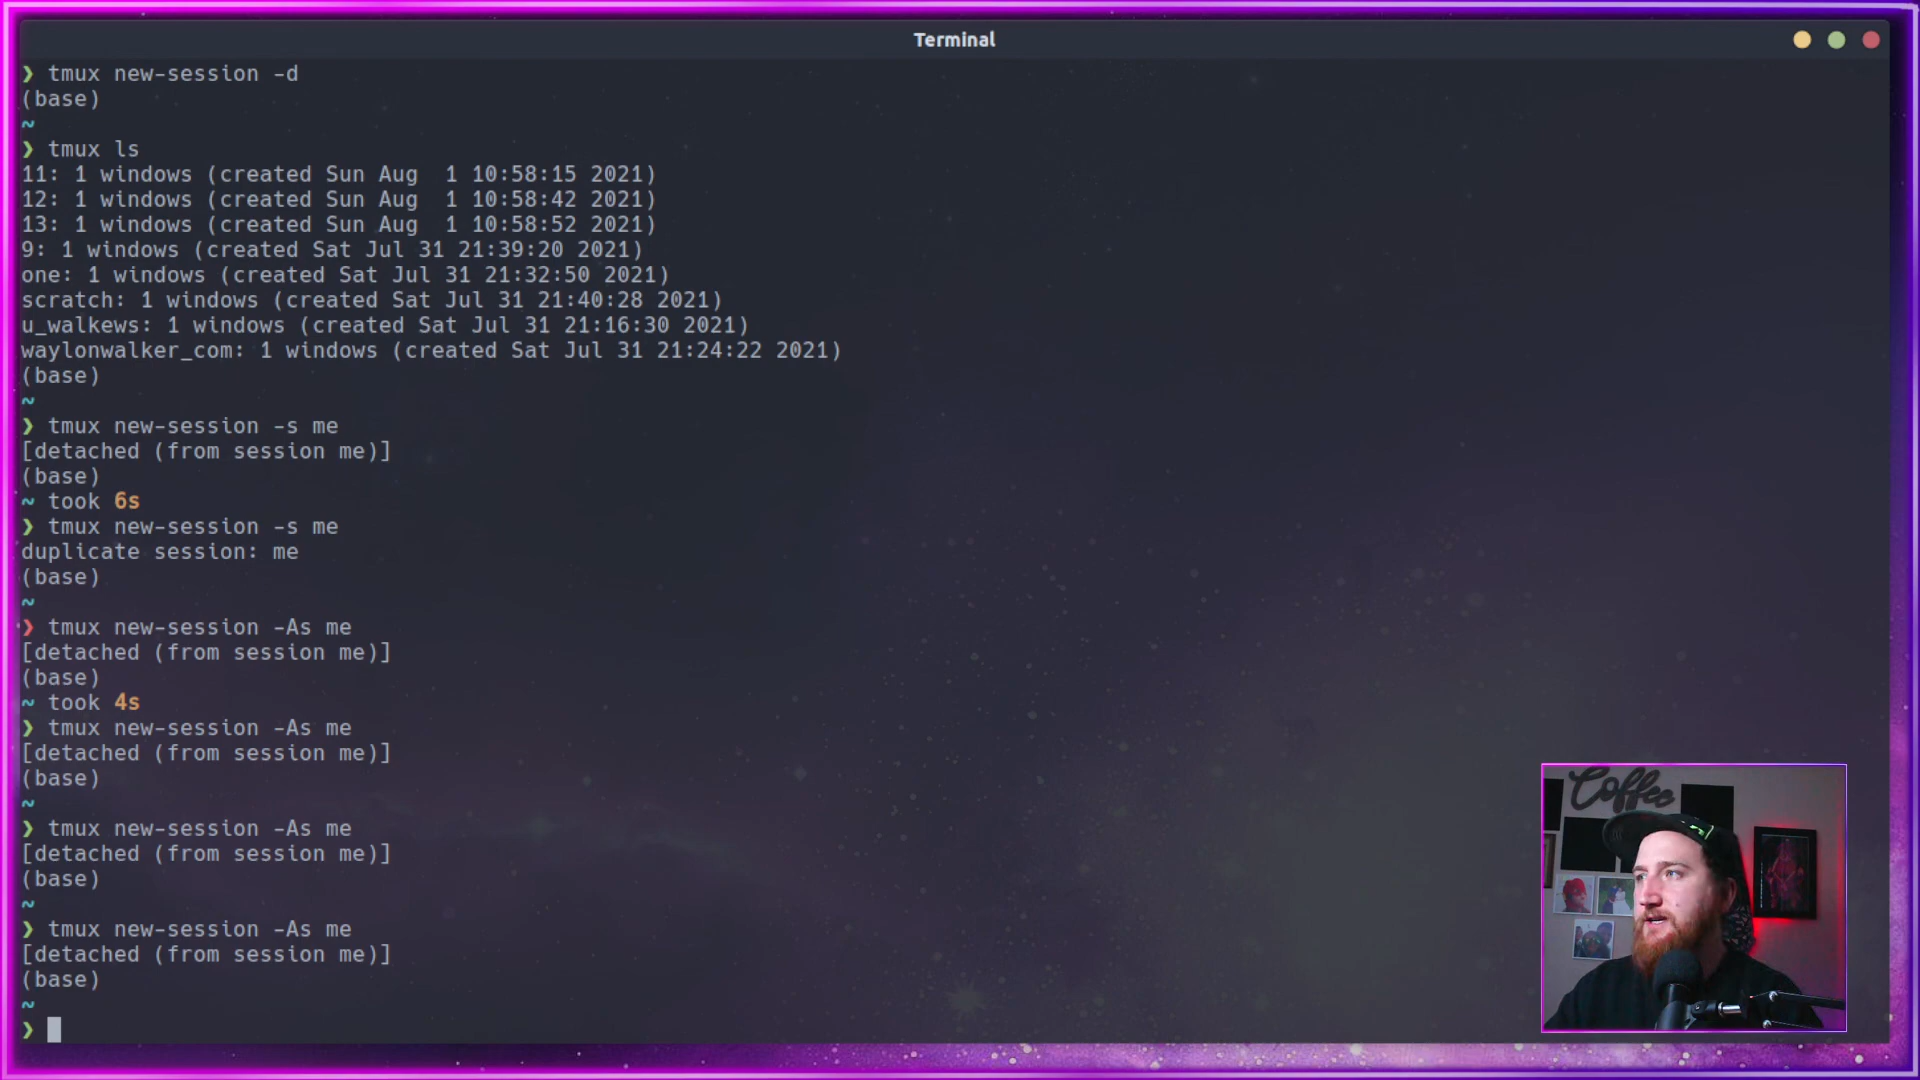 Terminal
❯ tmux new-session -d
(base)
~
❯ tmux ls
11: 1 windows (created Sun Aug  1 10:58:15 2021)
12: 1 windows (created Sun Aug  1 10:58:42 2021)
13: 1 windows (created Sun Aug  1 10:58:52 2021)
9: 1 windows (created Sat Jul 31 21:39:20 2021)
one: 1 windows (created Sat Jul 31 21:32:50 2021)
scratch: 1 windows (created Sat Jul 31 21:40:28 2021)
u_walkews: 1 windows (created Sat Jul 31 21:16:30 2021)
waylonwalker_com: 1 windows (created Sat Jul 31 21:24:22 2021)
(base)
~
❯ tmux new-session -s me
[detached (from session me)]
(base)
~ took 6s
❯ tmux new-session -s me
duplicate session: me
(base)
~
❯ tmux new-session -As me
[detached (from session me)]
(base)
~ took 4s
❯ tmux new-session -As me
[detached (from session me)]
(base)
~
❯ tmux new-session -As me
[detached (from session me)]
(base)
~
❯ tmux new-session -As me
[detached (from session me)]
(base)
~
❯
Coffee